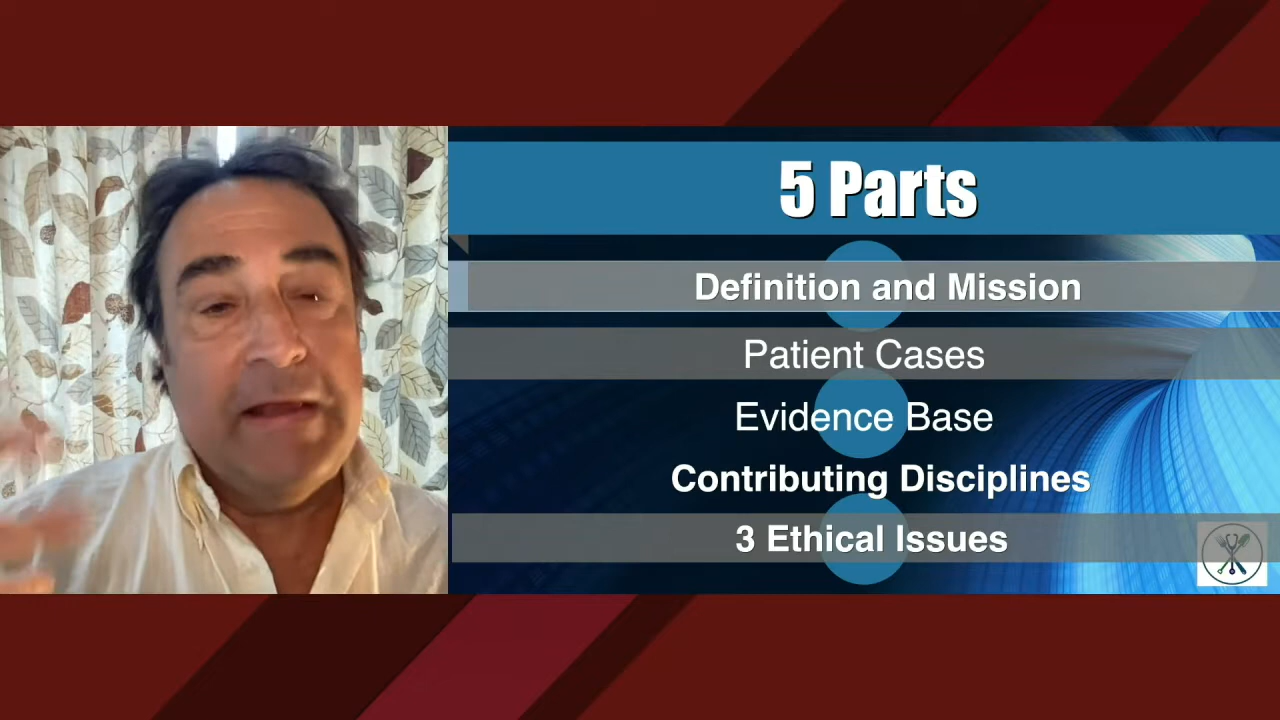 5 Parts
Definition and Mission
Patient Cases
Evidence Base
Contributing Disciplines
3 Ethical Issues